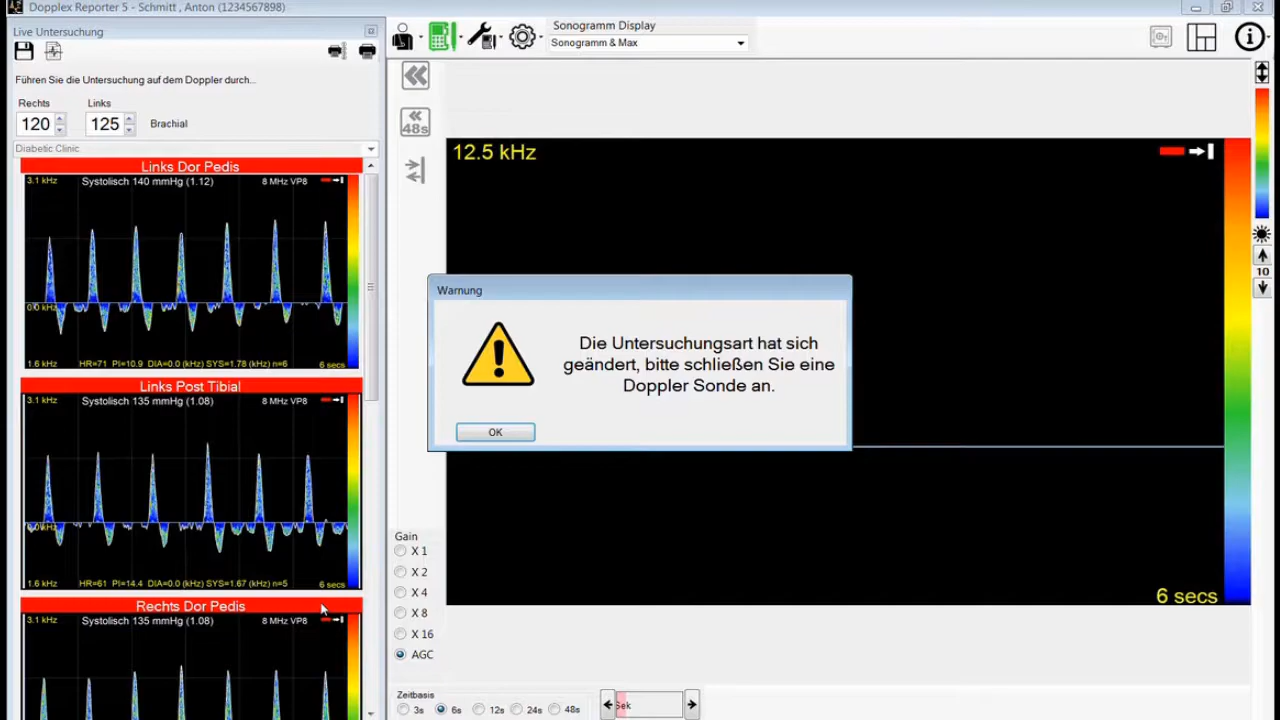 Dopplex Reporter 5 - Schmitt , Anton (1234567898)
Live Untersuchung
Führen Sie die Untersuchung auf dem Doppler durch...
Rechts
Links
120
125
Brachial
Diabetic Clinic
Links Dor Pedis
3.1 kHz
Systolisch 140 mmHg (1.12)
8 MHz VP8
0.0 kHz
1.6 kHz
HR=71 PI=10.9 DIA=0.0 (kHz) SYS=1.78 (kHz) n=6
6 secs
Links Post Tibial
3.1 kHz
Systolisch 135 mmHg (1.08)
8 MHz VP8
0.0 kHz
1.6 kHz
HR=61 PI=14.4 DIA=0.0 (kHz) SYS=1.67 (kHz) n=5
6 secs
Rechts Dor Pedis
3.1 kHz
Systolisch 135 mmHg (1.08)
8 MHz VP8
Sonogramm Display
Sonogramm & Max
48s
12.5 kHz
Warnung
Die Untersuchungsart hat sich
geändert, bitte schließen Sie eine
Doppler Sonde an.
OK
10
6 secs
Gain
X 1
X 2
X 4
X 8
X 16
AGC
Zeitbasis
3s
6s
12s
24s
48s
Sek